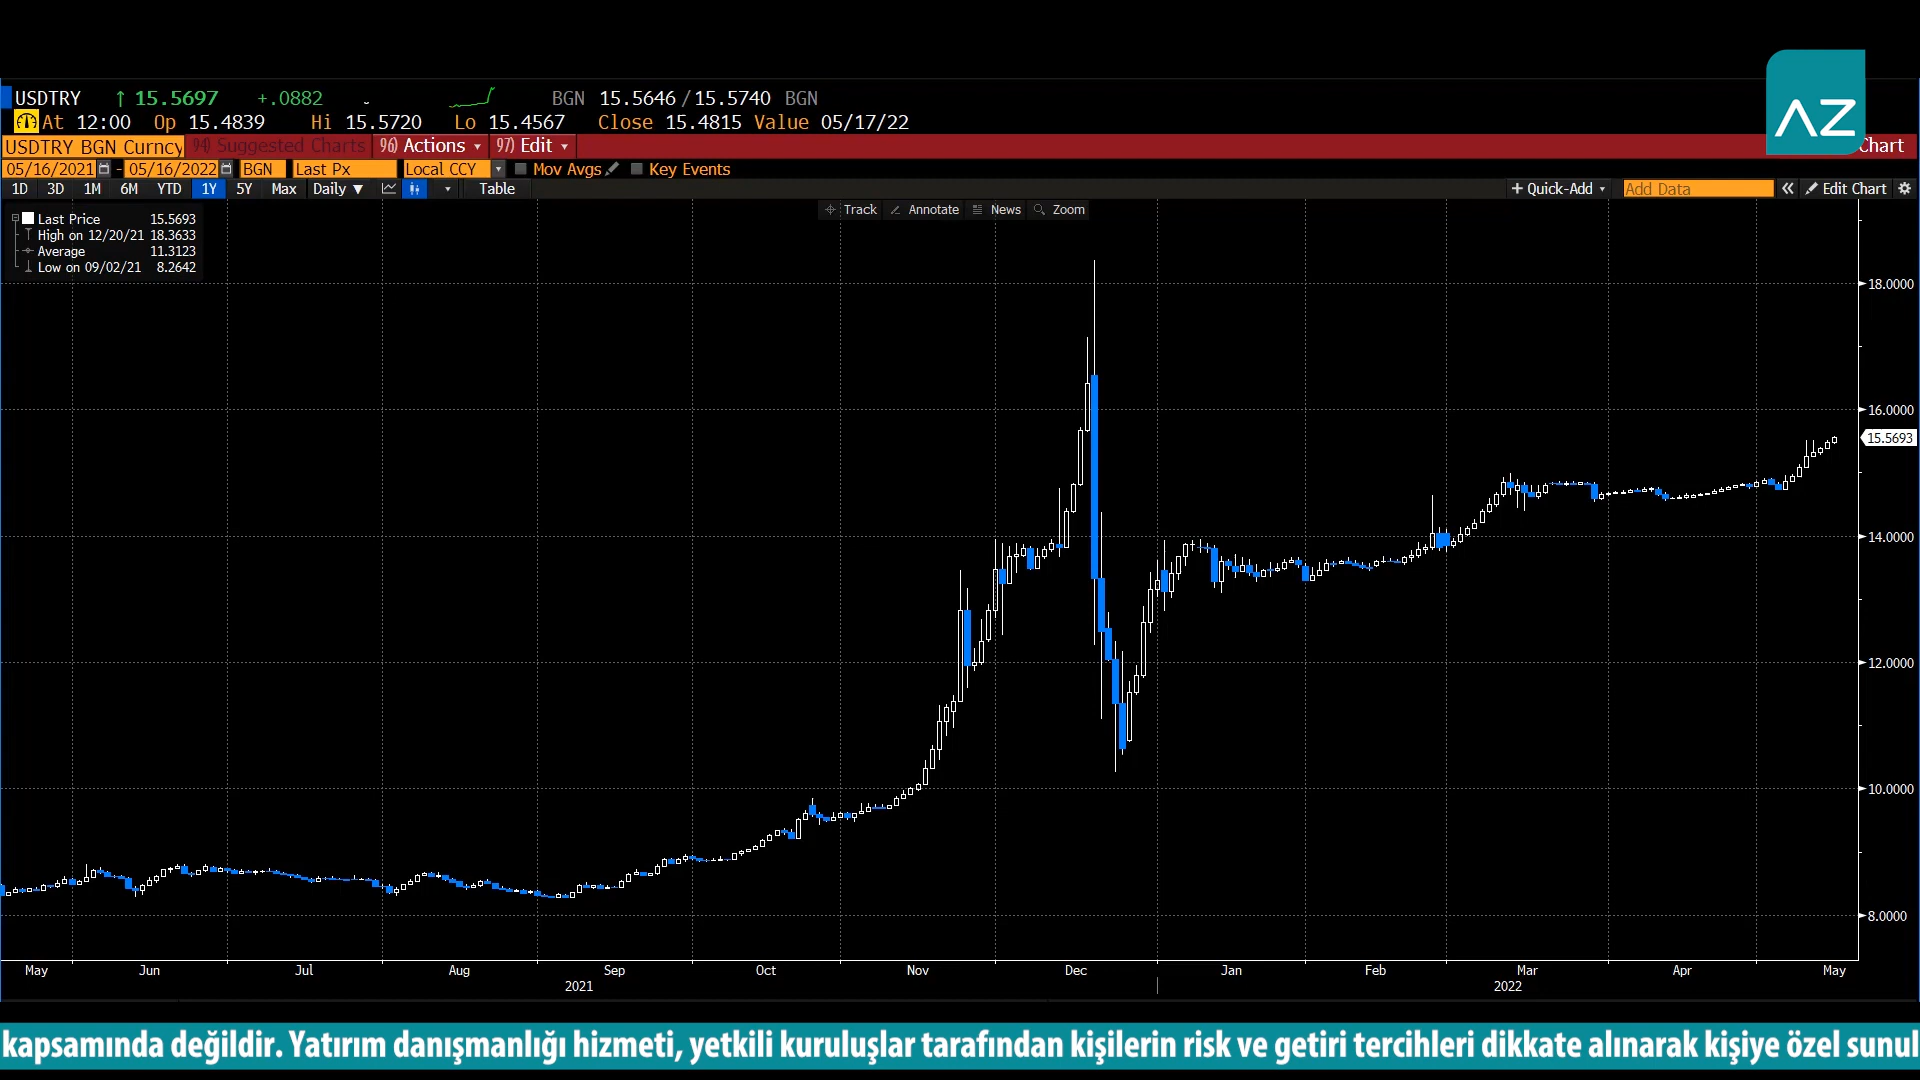 AZ
USDTRY ↑ 15.5697 +.0882 BGN 15.5646 / 15.5740 BGN
At 12:00 Op 15.4839 Hi 15.5720 Lo 15.4567 Close 15.4815 Value 05/17/22
USDTRY BGN Curncy 94) Suggested Charts 96) Actions 97) Edit Chart
05/16/2021 - 05/16/2022 BGN Last Px Local CCY Mov Avgs Key Events
1D 3D 1M 6M YTD 1Y 5Y Max Daily ▼ Table + Quick-Add Add Data « Edit Chart
Track Annotate News Zoom
Last Price 15.5693
High on 12/20/21 18.3633
Average 11.3123
Low on 09/02/21 8.2642
18.0000
16.0000
15.5693
14.0000
12.0000
10.0000
8.0000
May Jun Jul Aug Sep Oct Nov Dec Jan Feb Mar Apr May
2021 2022
kapsamında değildir. Yatırım danışmanlığı hizmeti, yetkili kuruluşlar tarafından kişilerin risk ve getiri tercihleri dikkate alınarak kişiye özel sunul